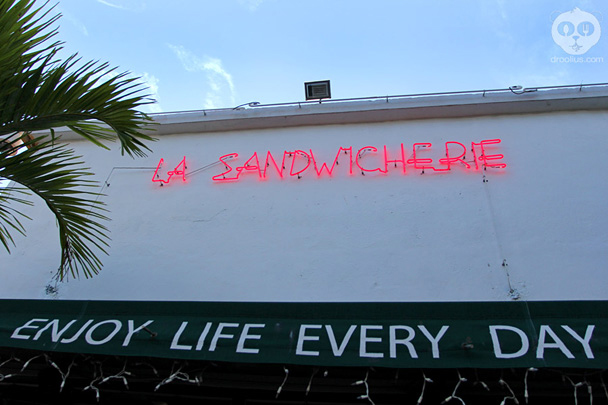 droolius.com
LA SANDWICHERIE
ENJOY LIFE EVERY DAY